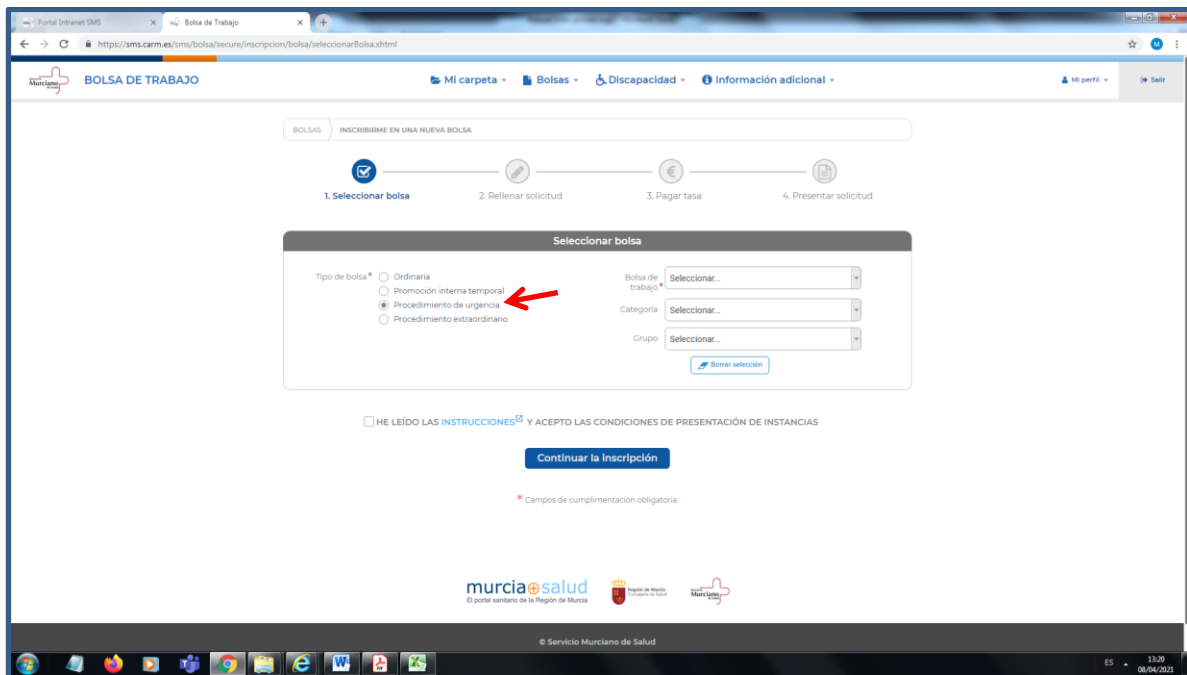 Portal Intranet SMS
Bolsa de Trabajo
https://sms.carm.es/sms/bolsa/secure/inscripcion/bolsa/seleccionarBolsa.xhtml
M
Murciano
BOLSA DE TRABAJO
Mi carpeta
Bolsas
Discapacidad
Información adicional
Mi perfil
Salir
BOLSAS
INSCRIBIRME EN UNA NUEVA BOLSA
1. Seleccionar bolsa
2. Rellenar solicitud
3. Pagar tasa
4. Presentar solicitud
Seleccionar bolsa
Tipo de bolsa *
Ordinaria
Promoción interna temporal
Procedimiento de urgencia
Procedimiento extraordinario
Bolsa de
trabajo *
Seleccionar...
Categoría
Seleccionar...
Grupo
Seleccionar...
Borrar selección
HE LEÍDO LAS INSTRUCCIONES Y ACEPTO LAS CONDICIONES DE PRESENTACIÓN DE INSTANCIAS
Continuar la inscripción
* Campos de cumplimentación obligatoria.
murcia salud
El portal sanitario de la Región de Murcia
Región de Murcia
Consejería de Salud
Murciano
© Servicio Murciano de Salud
ES
13:20
08/04/2021